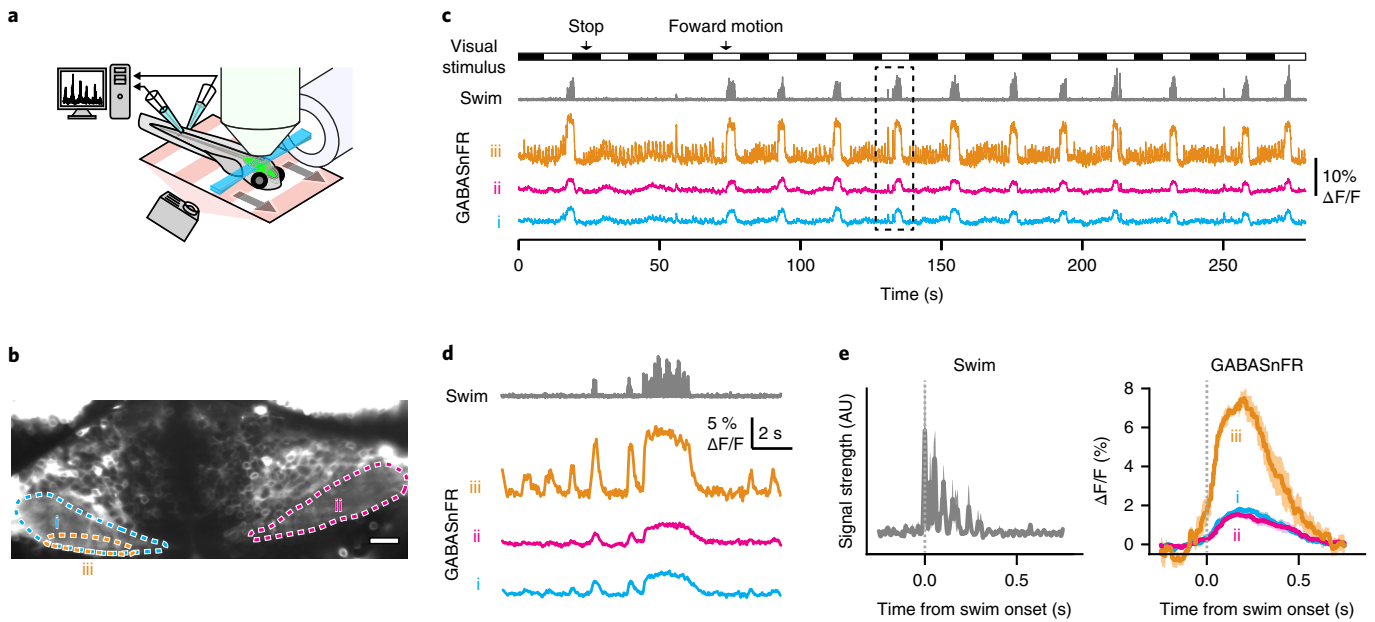 a
b
i
ii
iii
c
Stop
Foward motion
Visual
stimulus
Swim
GABASnFR
iii
ii
i
10%
ΔF/F
0
50
100
150
200
250
Time (s)
d
Swim
5 %
ΔF/F
2 s
GABASnFR
iii
ii
i
e
Swim
Signal strength (AU)
0.0
0.5
Time from swim onset (s)
GABASnFR
ΔF/F (%)
8
6
4
2
0
iii
i
ii
0.0
0.5
Time from swim onset (s)